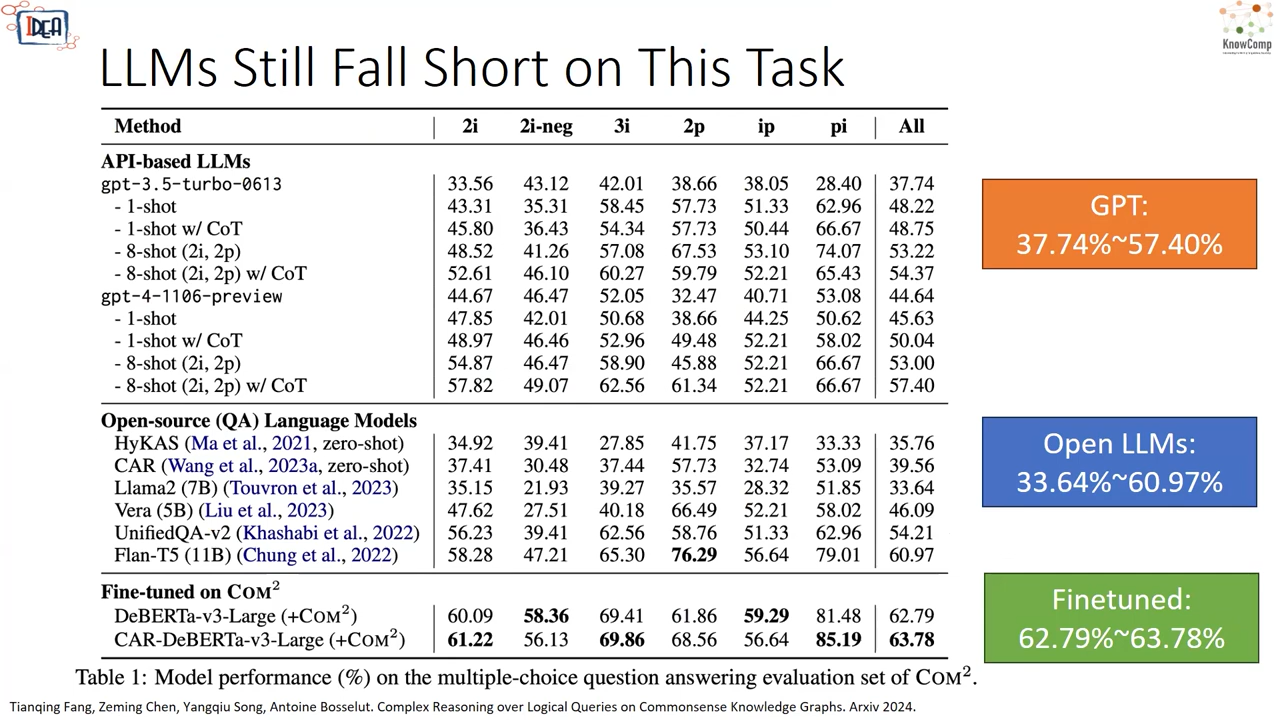 IDEA
KnowComp
LLMs Still Fall Short on This Task
Method 2i 2i-neg 3i 2p ip pi All
API-based LLMs
gpt-3.5-turbo-0613 33.56 43.12 42.01 38.66 38.05 28.40 37.74
- 1-shot 43.31 35.31 58.45 57.73 51.33 62.96 48.22
- 1-shot w/ CoT 45.80 36.43 54.34 57.73 50.44 66.67 48.75
- 8-shot (2i, 2p) 48.52 41.26 57.08 67.53 53.10 74.07 53.22
- 8-shot (2i, 2p) w/ CoT 52.61 46.10 60.27 59.79 52.21 65.43 54.37
gpt-4-1106-preview 44.67 46.47 52.05 32.47 40.71 53.08 44.64
- 1-shot 47.85 42.01 50.68 38.66 44.25 50.62 45.63
- 1-shot w/ CoT 48.97 46.46 52.96 49.48 52.21 58.02 50.04
- 8-shot (2i, 2p) 54.87 46.47 58.90 45.88 52.21 66.67 53.00
- 8-shot (2i, 2p) w/ CoT 57.82 49.07 62.56 61.34 52.21 66.67 57.40
Open-source (QA) Language Models
HyKAS (Ma et al., 2021, zero-shot) 34.92 39.41 27.85 41.75 37.17 33.33 35.76
CAR (Wang et al., 2023a, zero-shot) 37.41 30.48 37.44 57.73 32.74 53.09 39.56
Llama2 (7B) (Touvron et al., 2023) 35.15 21.93 39.27 35.57 28.32 51.85 33.64
Vera (5B) (Liu et al., 2023) 47.62 27.51 40.18 66.49 52.21 58.02 46.09
UnifiedQA-v2 (Khashabi et al., 2022) 56.23 39.41 62.56 58.76 51.33 62.96 54.21
Flan-T5 (11B) (Chung et al., 2022) 58.28 47.21 65.30 76.29 56.64 79.01 60.97
Fine-tuned on COM²
DeBERTa-v3-Large (+COM²) 60.09 58.36 69.41 61.86 59.29 81.48 62.79
CAR-DeBERTa-v3-Large (+COM²) 61.22 56.13 69.86 68.56 56.64 85.19 63.78
GPT:
37.74%~57.40%
Open LLMs:
33.64%~60.97%
Finetuned:
62.79%~63.78%
Table 1: Model performance (%) on the multiple-choice question answering evaluation set of COM².
Tianqing Fang, Zeming Chen, Yangqiu Song, Antoine Bosselut. Complex Reasoning over Logical Queries on Commonsense Knowledge Graphs. Arxiv 2024.